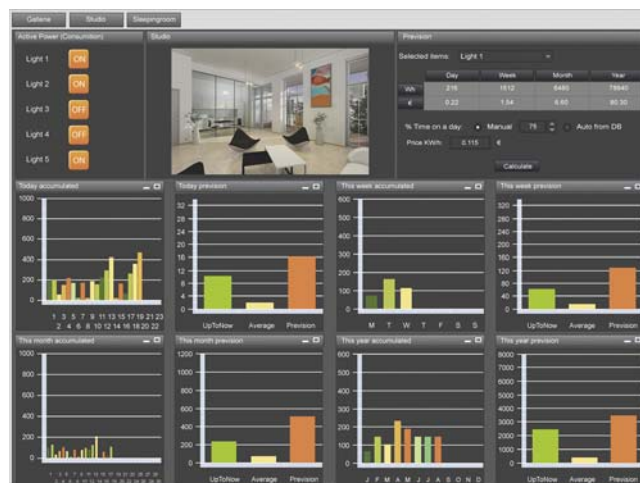 Gallerie Studio Sleepingroom
Active Power (Consumition) Studio Prevision
Light 1 ON
Light 2 ON
Light 3 OFF
Light 4 OFF
Light 5 ON
Selected items: Light 1
Day Week Month Year
Wh 216 1512 6480 78840
€ 0.22 1.54 6.60 80.30
% Time on a day: Manual 75 Auto from DB
Price KWh: 0.115 €
Calculate
Today accumulated Today prevision This week accumulated This week prevision
1000 800 600 400 200 0
1 3 5 7 9 11 13 15 17 19 21 23
2 4 6 8 10 12 14 16 18 20 22
32 28 24 20 16 12 8 4 0
UpToNow Average Prevision
600 500 400 300 200 100 0
M T W T F S S
320 280 240 200 160 120 80 40 0
UpToNow Average Prevision
This month accumulated This month prevision This year accumulated This year prevision
1000 800 600 400 200 0
1200 1000 800 600 400 200 0
UpToNow Average Prevision
600 500 400 300 200 100 0
J F M A M J J A S O N D
8000 7000 6000 5000 4000 3000 2000 1000 0
UpToNow Average Prevision